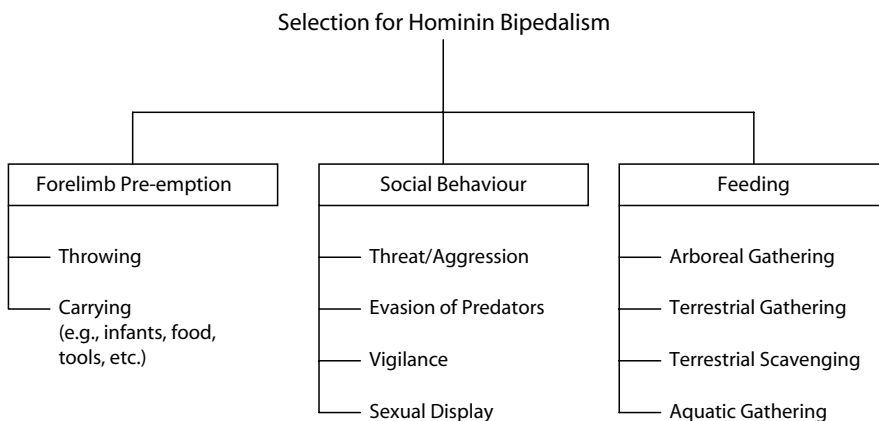 Selection for Hominin Bipedalism
Forelimb Pre-emption
Throwing
Carrying
(e.g., infants, food,
tools, etc.)
Social Behaviour
Threat/Aggression
Evasion of Predators
Vigilance
Sexual Display
Feeding
Arboreal Gathering
Terrestrial Gathering
Terrestrial Scavenging
Aquatic Gathering